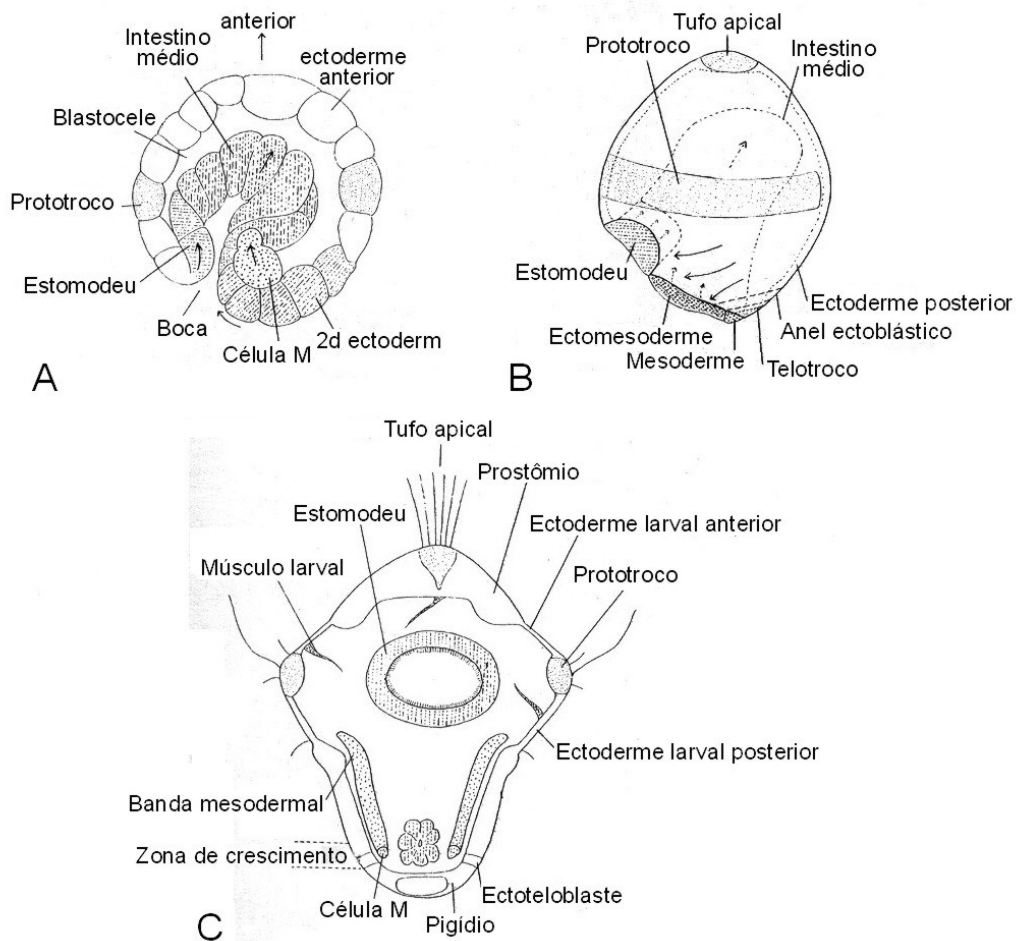 anterior
Intestino
médio
ectoderme
anterior
Blastocele
Prototroco
Estomodeu
Boca
Célula M
2d ectoderm
A
Tufo apical
Prototroco
Intestino
médio
Estomodeu
Ectomesoderme
Mesoderme
Ectoderme posterior
Anel ectoblástico
Telotroco
B
Tufo apical
Prostômio
Estomodeu
Ectoderme larval anterior
Músculo larval
Prototroco
Ectoderme larval posterior
Banda mesodermal
Zona de crescimento
Célula M
Ectoteloblaste
Pigídio
C